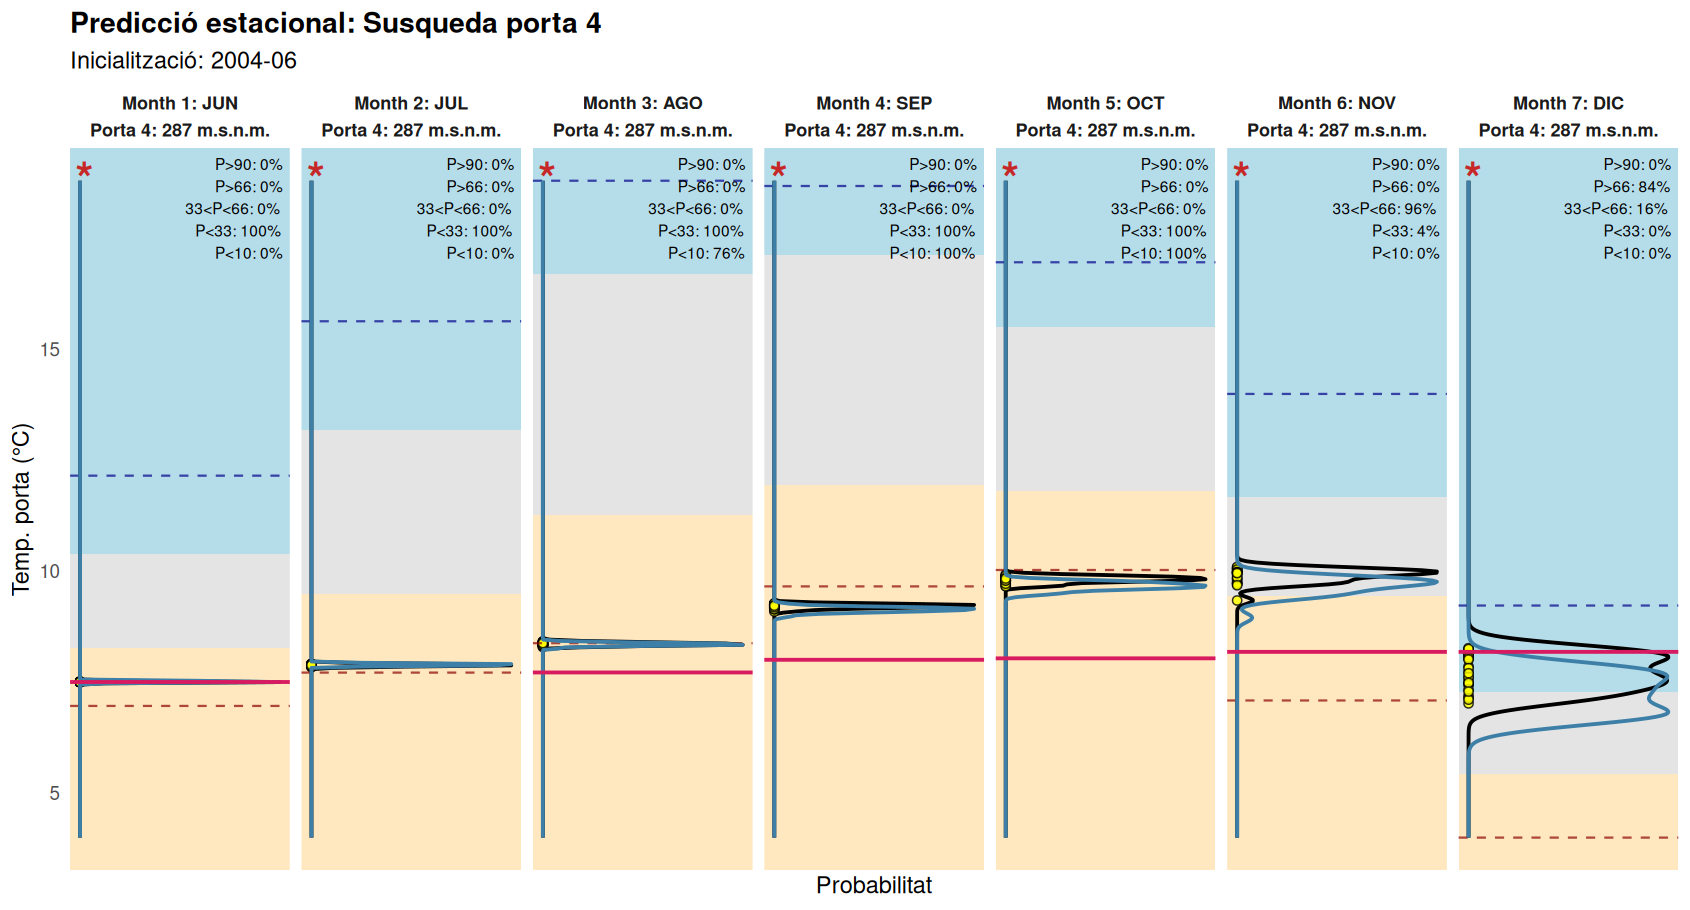 Predicció estacional: Susqueda porta 4
Inicialització: 2004-06
Month 1: JUN
Porta 4: 287 m.s.n.m.
Month 2: JUL
Porta 4: 287 m.s.n.m.
Month 3: AGO
Porta 4: 287 m.s.n.m.
Month 4: SEP
Porta 4: 287 m.s.n.m.
Month 5: OCT
Porta 4: 287 m.s.n.m.
Month 6: NOV
Porta 4: 287 m.s.n.m.
Month 7: DIC
Porta 4: 287 m.s.n.m.
*
P>90: 0%
P>66: 0%
33<P<66: 0%
P<33: 100%
P<10: 0%
*
P>90: 0%
P>66: 0%
33<P<66: 0%
P<33: 100%
P<10: 0%
*
P>90: 0%
P>66: 0%
33<P<66: 0%
P<33: 100%
P<10: 76%
*
P>90: 0%
P>66: 0%
33<P<66: 0%
P<33: 100%
P<10: 100%
*
P>90: 0%
P>66: 0%
33<P<66: 0%
P<33: 100%
P<10: 100%
*
P>90: 0%
P>66: 0%
33<P<66: 96%
P<33: 4%
P<10: 0%
*
P>90: 0%
P>66: 84%
33<P<66: 16%
P<33: 0%
P<10: 0%
Temp. porta (°C)
15
10
5
Probabilitat